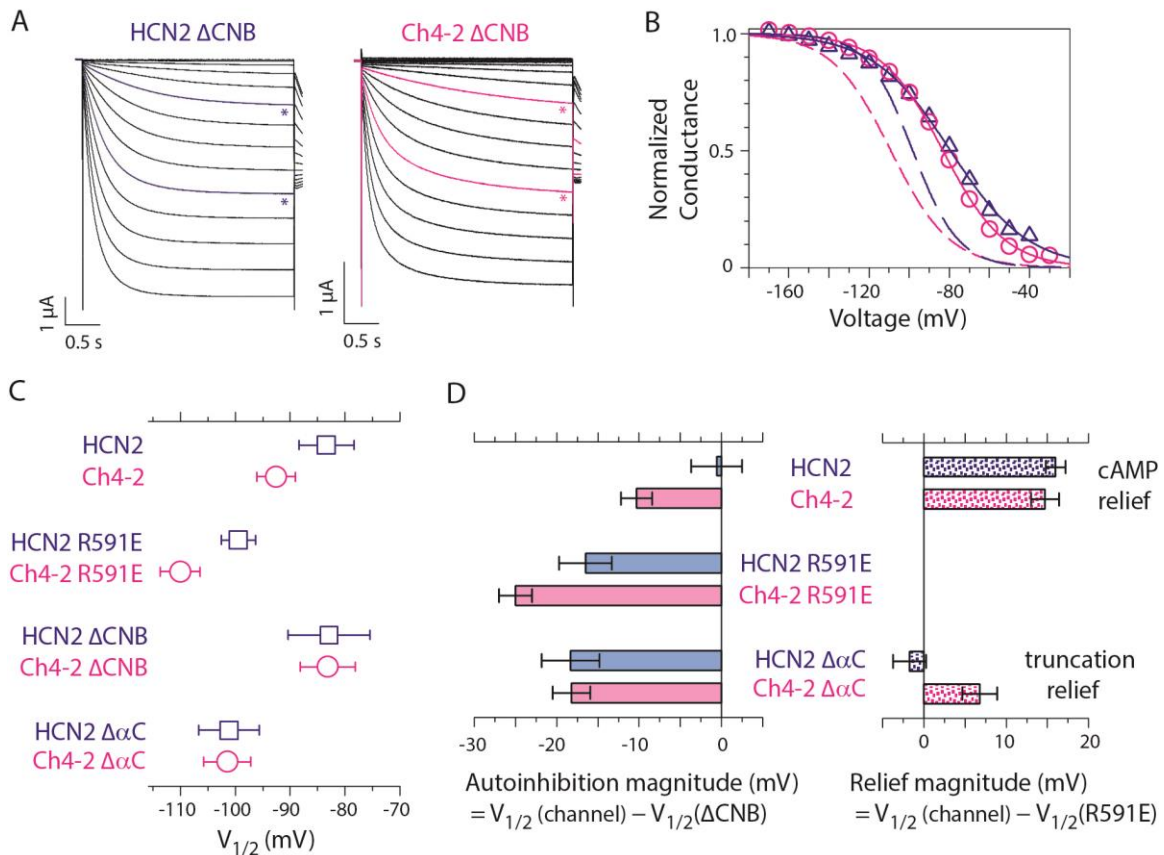 A
HCN2 ΔCNB
Ch4-2 ΔCNB
*
*
*
*
1 μA
0.5 s
1 μA
0.5 s
B
1.0
0.5
0
Normalized
Conductance
-160
-120
-80
-40
Voltage (mV)
C
HCN2
Ch4-2
HCN2 R591E
Ch4-2 R591E
HCN2 ΔCNB
Ch4-2 ΔCNB
HCN2 ΔαC
Ch4-2 ΔαC
-110
-100
-90
-80
-70
V1/2 (mV)
D
HCN2
Ch4-2
HCN2 R591E
Ch4-2 R591E
HCN2 ΔαC
Ch4-2 ΔαC
cAMP
relief
truncation
relief
-30
-20
-10
0
Autoinhibition magnitude (mV)
= V1/2 (channel) – V1/2(ΔCNB)
0
10
20
Relief magnitude (mV)
= V1/2 (channel) – V1/2(R591E)